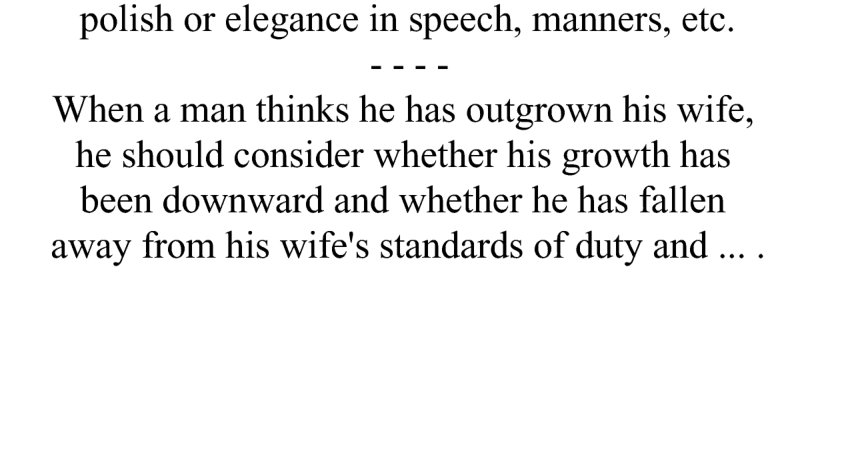 polish or elegance in speech, manners, etc.
- - - -
When a man thinks he has outgrown his wife,
he should consider whether his growth has
been downward and whether he has fallen
away from his wife's standards of duty and ... .